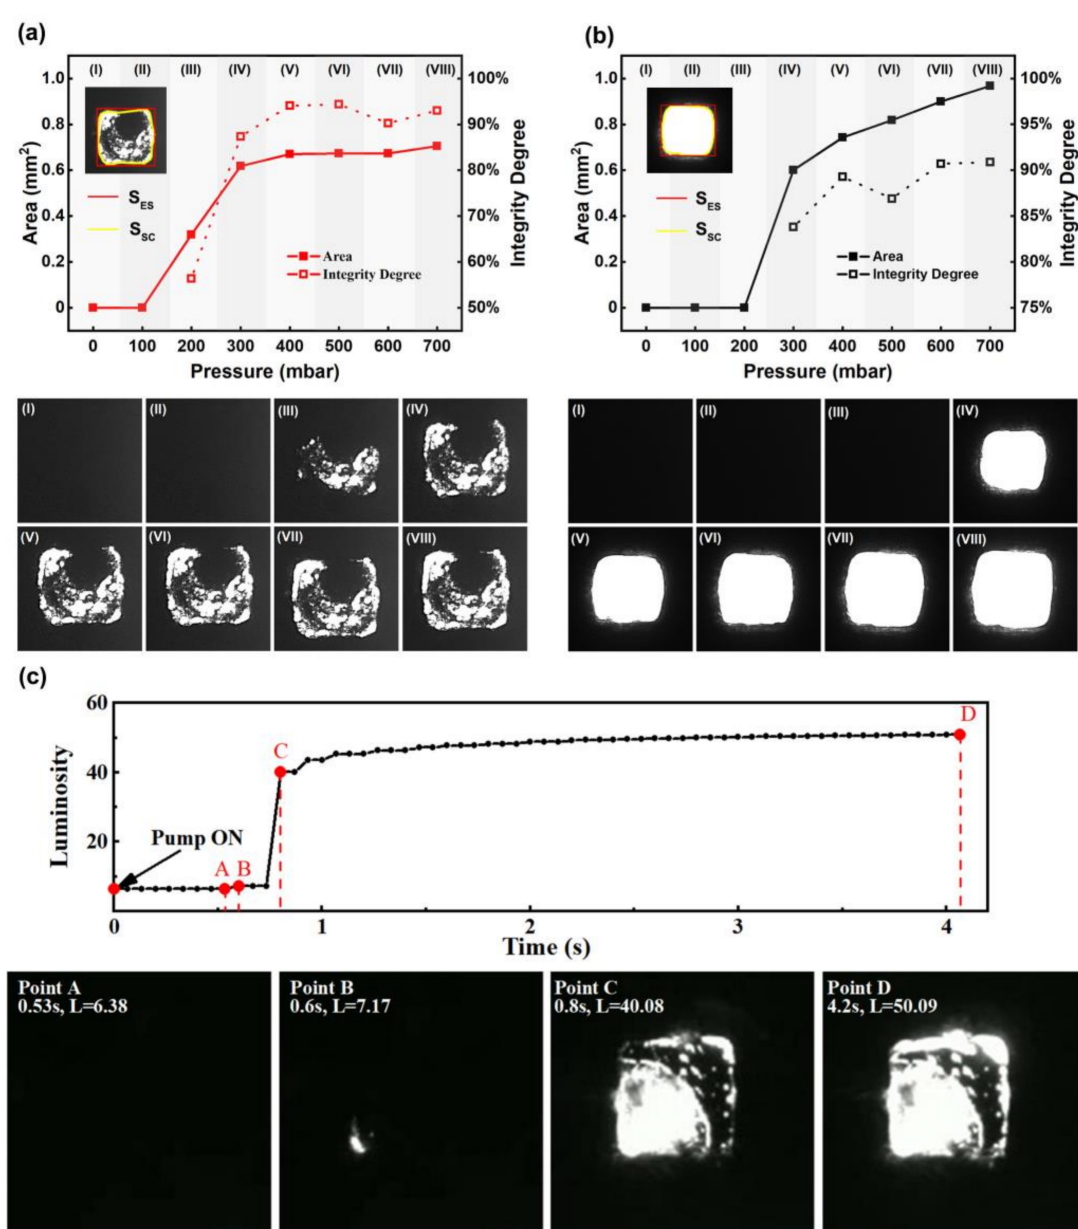 (a)
(I) (II) (III) (IV) (V) (VI) (VII) (VIII)
1.0
0.8
0.6
0.4
0.2
0
Area (mm²)
100%
90%
80%
70%
60%
50%
Integrity Degree
S_ES
S_SC
Area
Integrity Degree
0 100 200 300 400 500 600 700
Pressure (mbar)
(b)
(I) (II) (III) (IV) (V) (VI) (VII) (VIII)
1.0
0.8
0.6
0.4
0.2
0
Area (mm²)
100%
95%
90%
85%
80%
75%
Integrity Degree
S_ES
S_SC
Area
Integrity Degree
0 100 200 300 400 500 600 700
Pressure (mbar)
(I) (II) (III) (IV)
(V) (VI) (VII) (VIII)
(I) (II) (III) (IV)
(V) (VI) (VII) (VIII)
(c)
60
40
20
Luminosity
Pump ON
A B C D
0 1 2 3 4
Time (s)
Point A
0.53s, L=6.38
Point B
0.6s, L=7.17
Point C
0.8s, L=40.08
Point D
4.2s, L=50.09